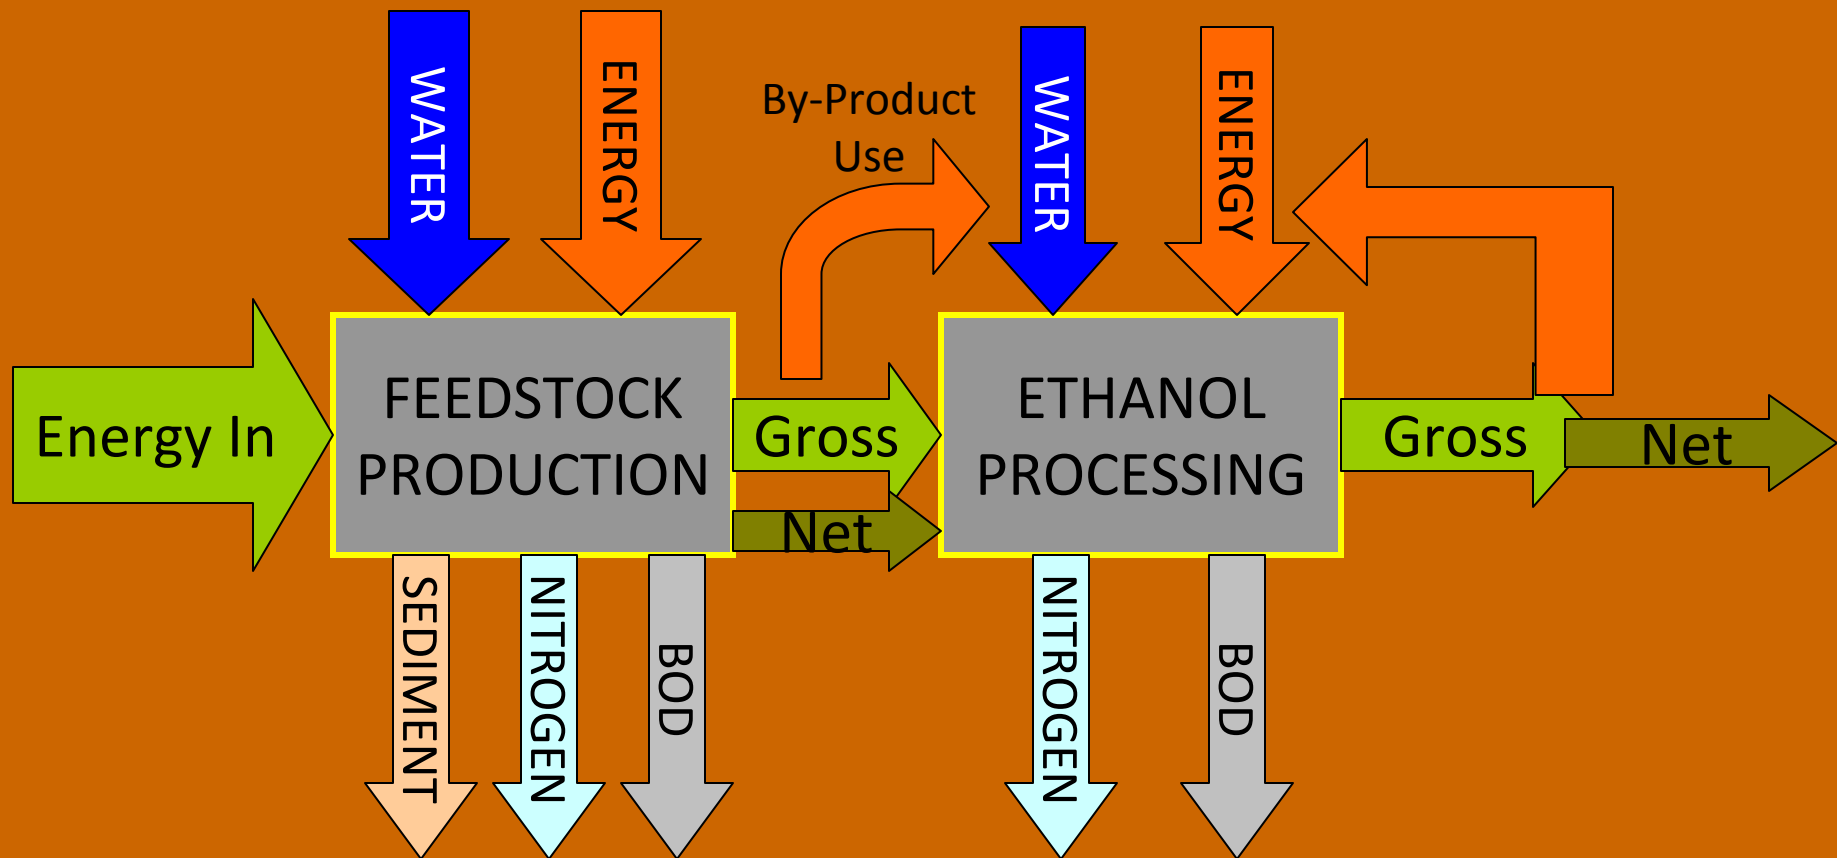 WATER
ENERGY
By-Product
Use
WATER
ENERGY
Energy In
FEEDSTOCK
PRODUCTION
Gross
Net
ETHANOL
PROCESSING
Gross
Net
SEDIMENT
NITROGEN
BOD
NITROGEN
BOD